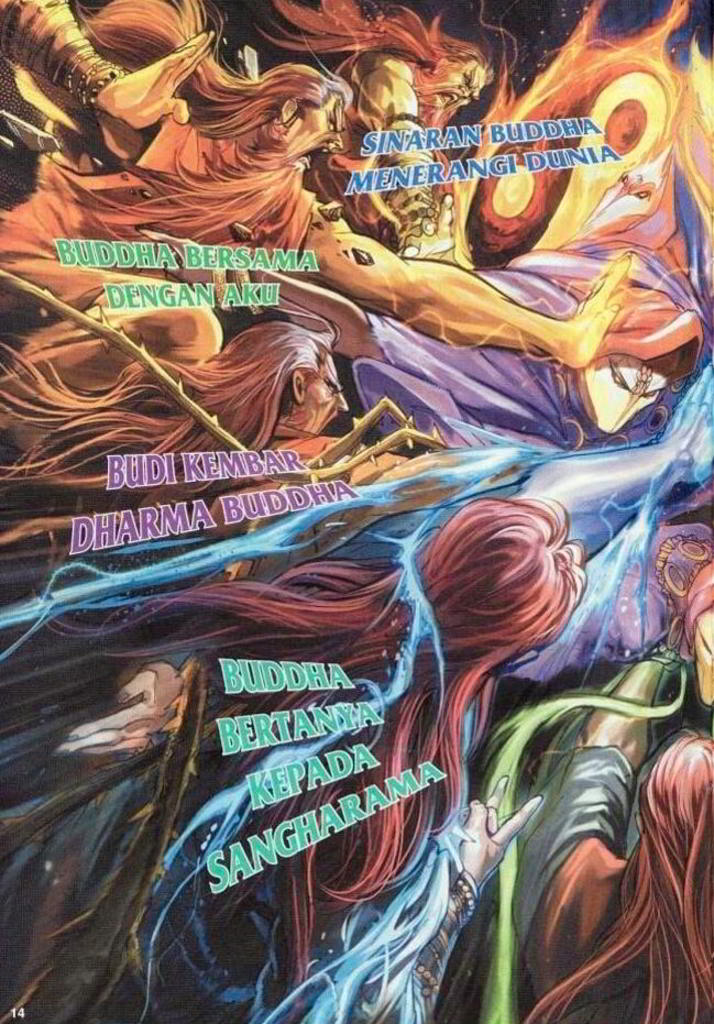 SINARAN BUDDHA
MENERANGI DUNIA
BUDDHA BERSAMA
DENGAN AKU
BUDI KEMBAR
DHARMA BUDDHA
BUDDHA
BERTANYA
KEPADA
SANGHARAMA
14